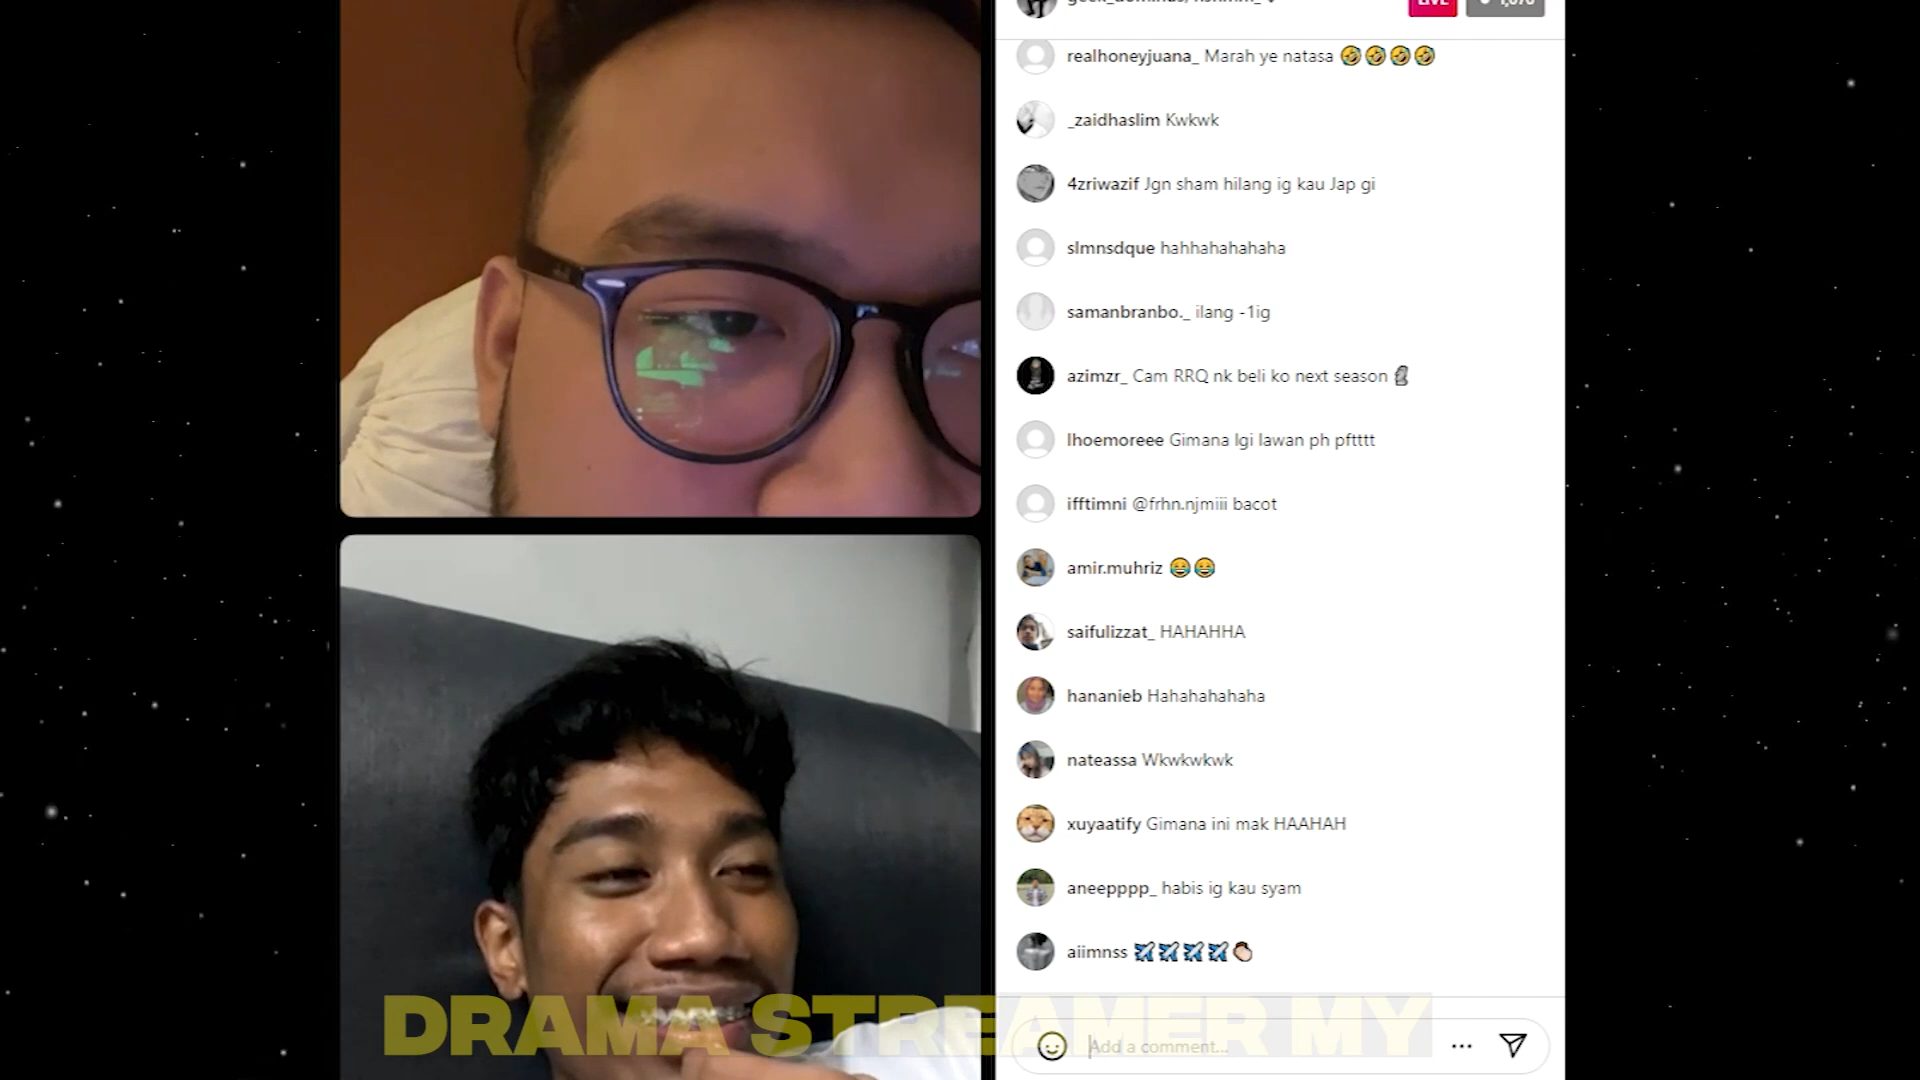 LIVE
realhoneyjuana_ Marah ye natasa 🤣🤣🤣🤣
_zaidhaslim Kwkwk
4zriwazif Jgn sham hilang ig kau Jap gi
slmnsdque hahhahahahaha
samanbranbo._ ilang -1ig
azimzr_ Cam RRQ nk beli ko next season 🗿
lhoemoreee Gimana lgi lawan ph pftttt
ifftimni @frhn.njmiii bacot
amir.muhriz 😂😂
saifulizzat_ HAHAHHA
hananieb Hahahahahaha
nateassa Wkwkwkwk
xuyaatify Gimana ini mak HAAHAH
aneepppp_ habis ig kau syam
aiimnss ✈️✈️✈️✈️
DRAMA STREAMER MY
Add a comment...